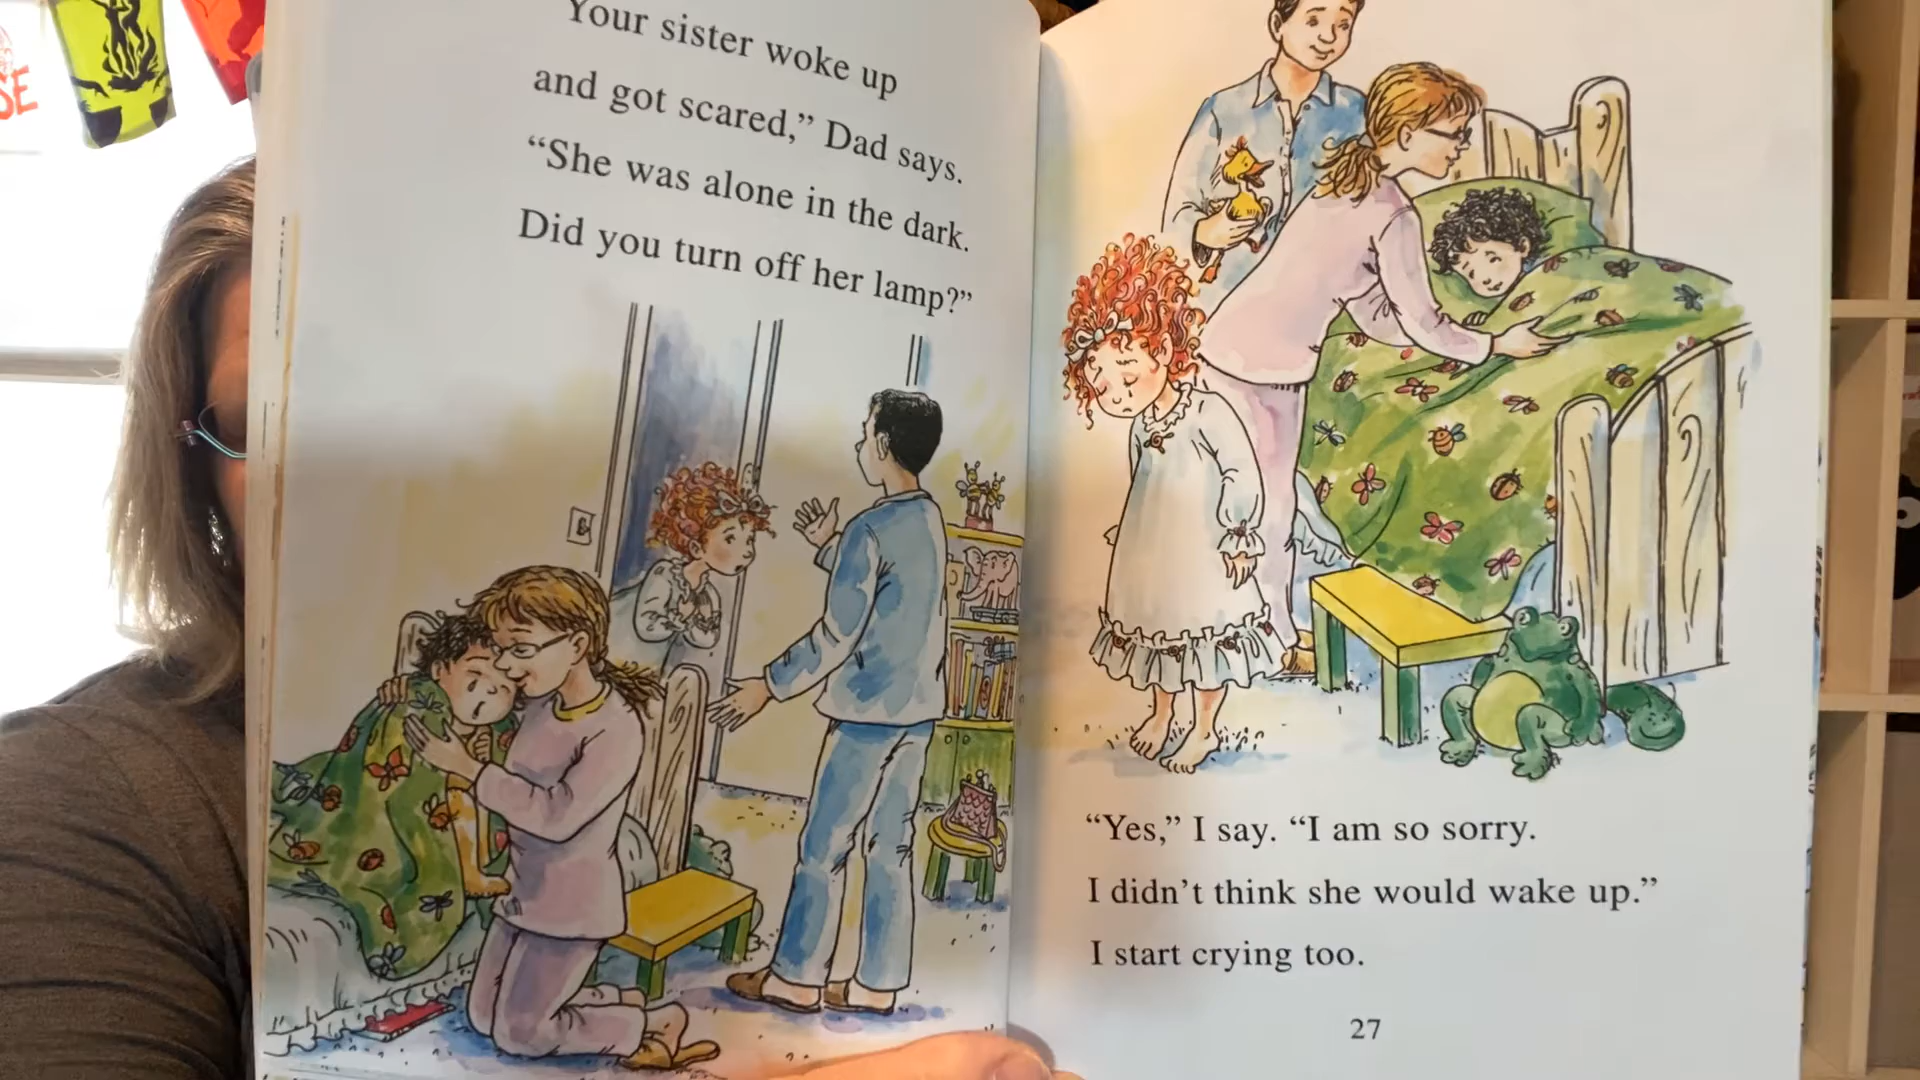 Your sister woke up
and got scared,” Dad says.
“She was alone in the dark.
Did you turn off her lamp?”
“Yes,” I say. “I am so sorry.
I didn’t think she would wake up.”
I start crying too.
27
SE